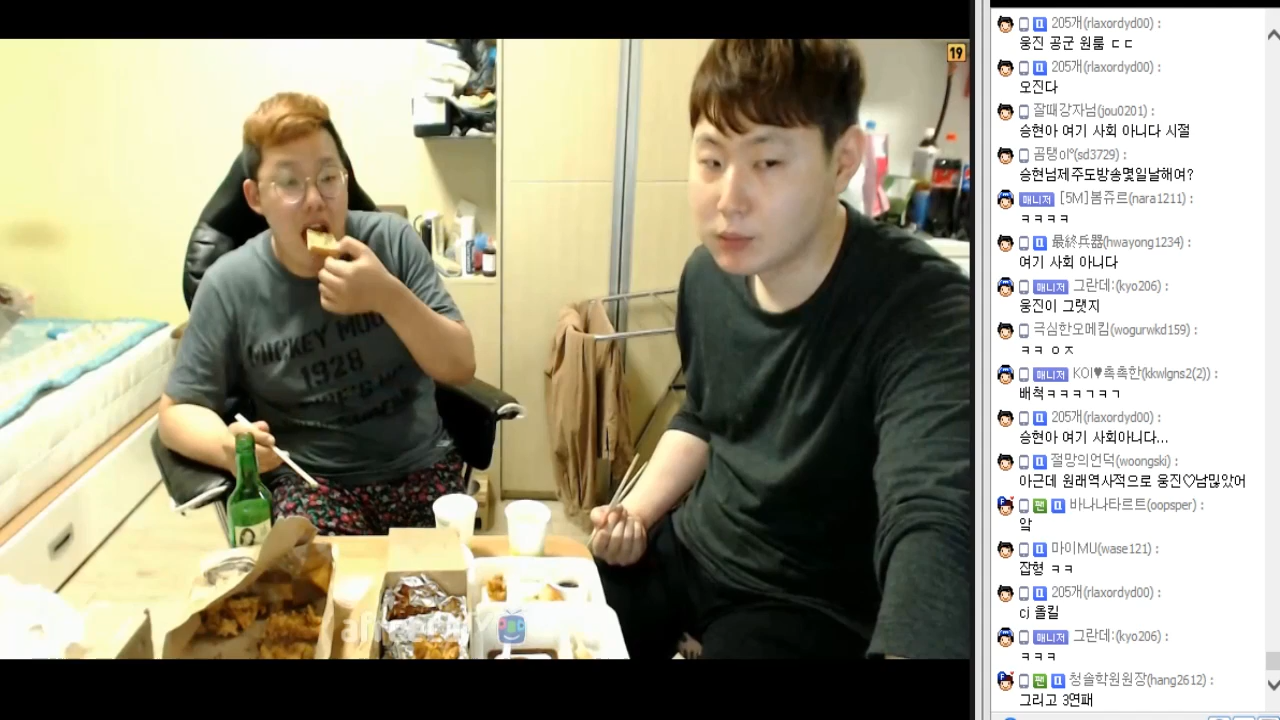 19
MICKEY MOU
1928
afreecaTV
205개(rlaxordyd00) :
웅진 공군 원룸 ㄷㄷ
205개(rlaxordyd00) :
오진다
잘때강자님(jou0201) :
승현아 여기 사회 아니다 시절
곰탱이°(sd3729) :
승현님제주도방송몇일날해여?
매니저 [5M]봄쥬르(nara1211) :
ㅋㅋㅋㅋ
最終兵器(hwayong1234) :
여기 사회 아니다
매니저 그란데:(kyo206) :
웅진이 그랫지
극심한오메킴(wogurwkd159) :
ㅋㅋ ㅇㅈ
매니저 KOI♥촉촉한(kkwlgns2(2)) :
배척ㅋㅋㅋㄱㅋㄱ
205개(rlaxordyd00) :
승현아 여기 사회아니다...
절망의언덕(woongski) :
아근데 원래역사적으로 웅진♡남밊았어
팬 바나나타르트(oopsper) :
앜
마이MU(wase121) :
잡형 ㅋㅋ
205개(rlaxordyd00) :
cj 올킬
매니저 그란데:(kyo206) :
ㅋㅋㅋ
팬 청솔학원원장(hang2612) :
그리고 3연패